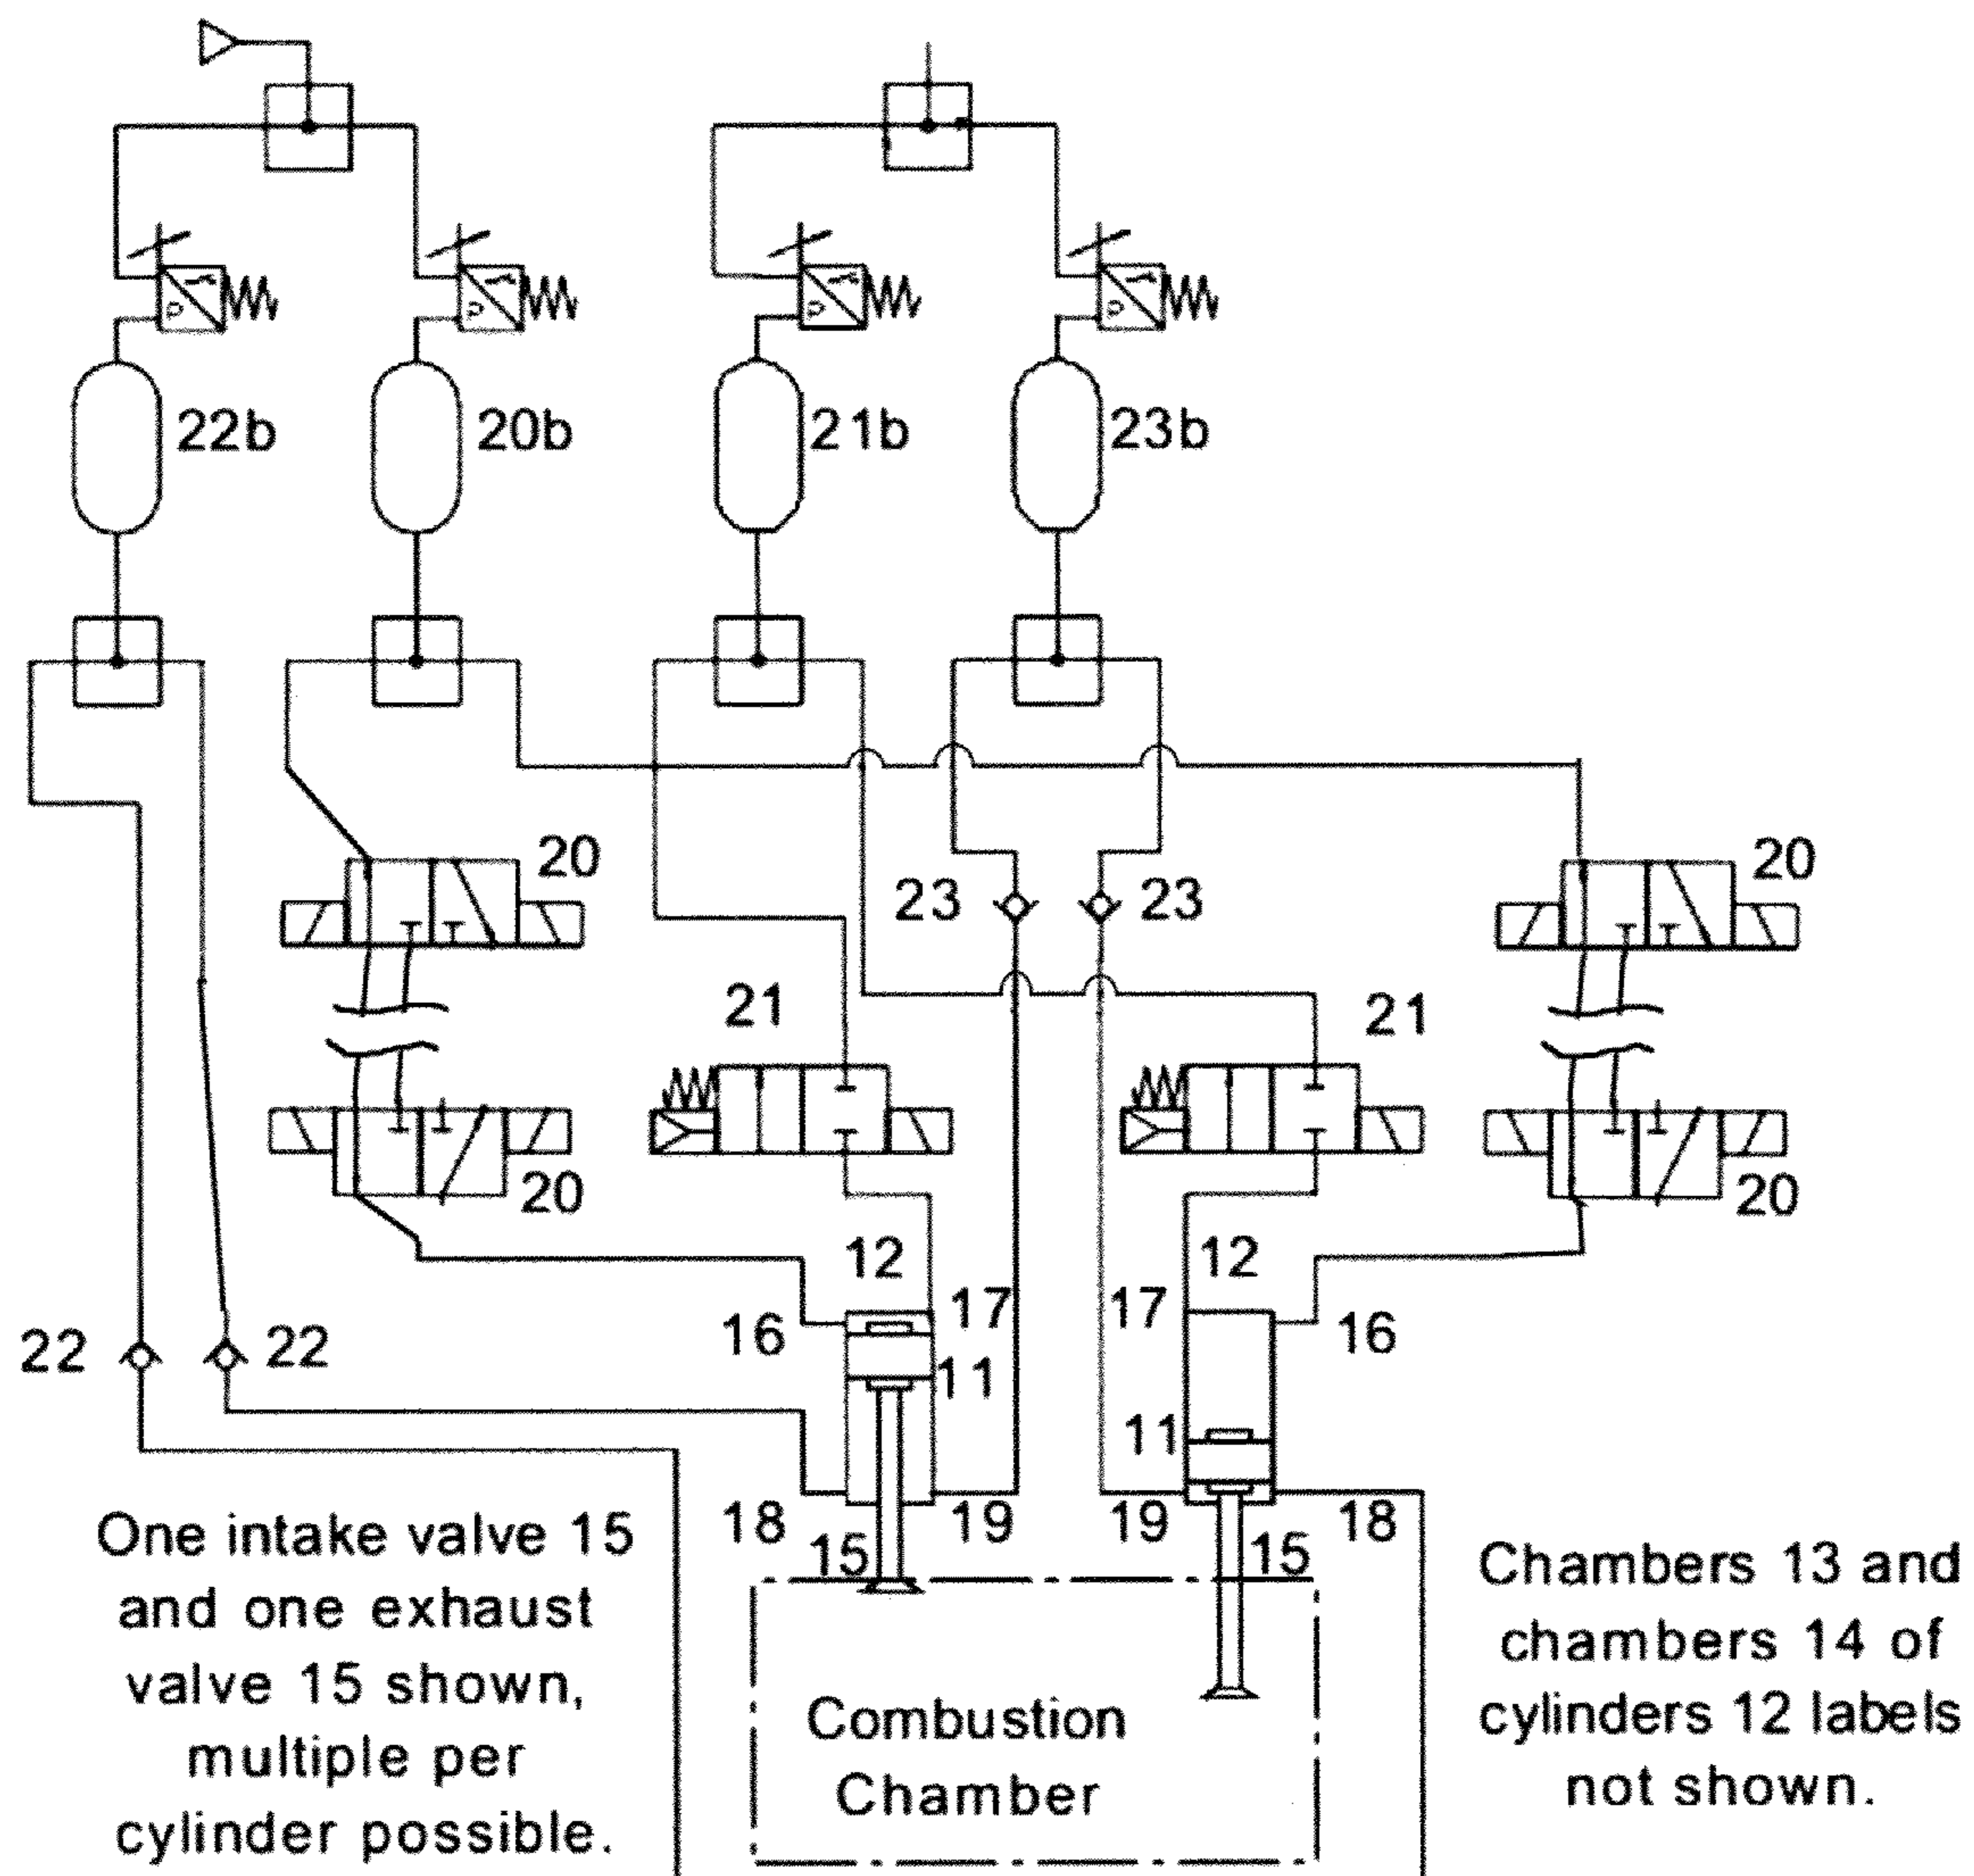 22b
20b
21b
23b
20
20
23
23
21
21
20
20
12
12
17
17
16
16
22
22
11
11
18
19
19
18
15
15
One intake valve 15
and one exhaust
valve 15 shown,
multiple per
cylinder possible.
Combustion
Chamber
Chambers 13 and
chambers 14 of
cylinders 12 labels
not shown.